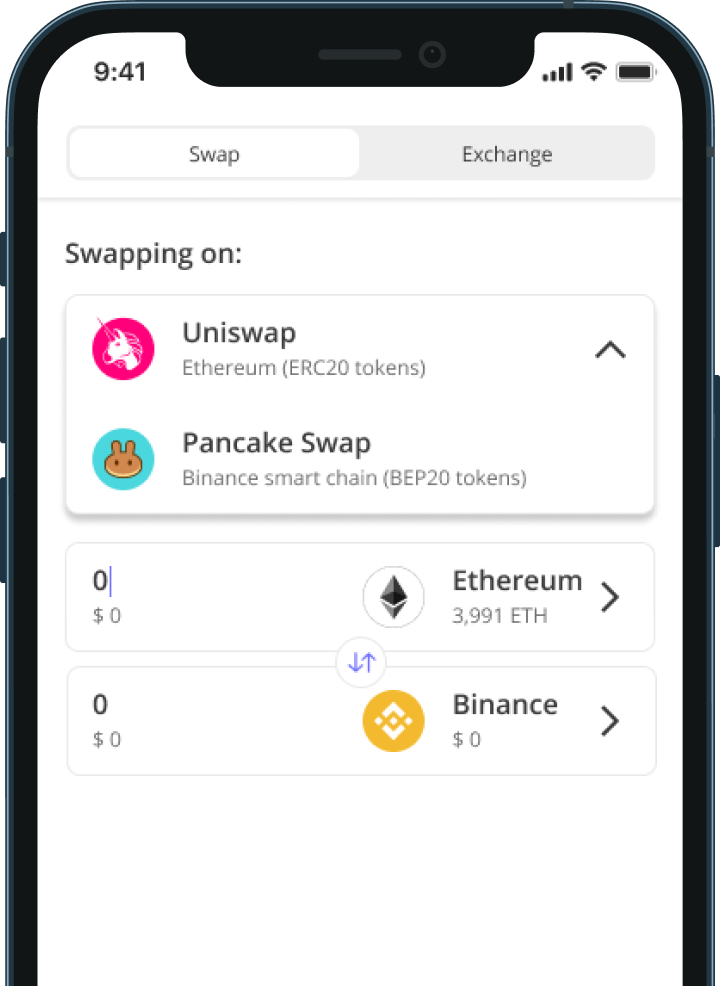 9:41
Swap
Exchange
Swapping on:
Uniswap
Ethereum (ERC20 tokens)
Pancake Swap
Binance smart chain (BEP20 tokens)
0
Ethereum
$ 0
3,991 ETH
0
Binance
$ 0
$ 0